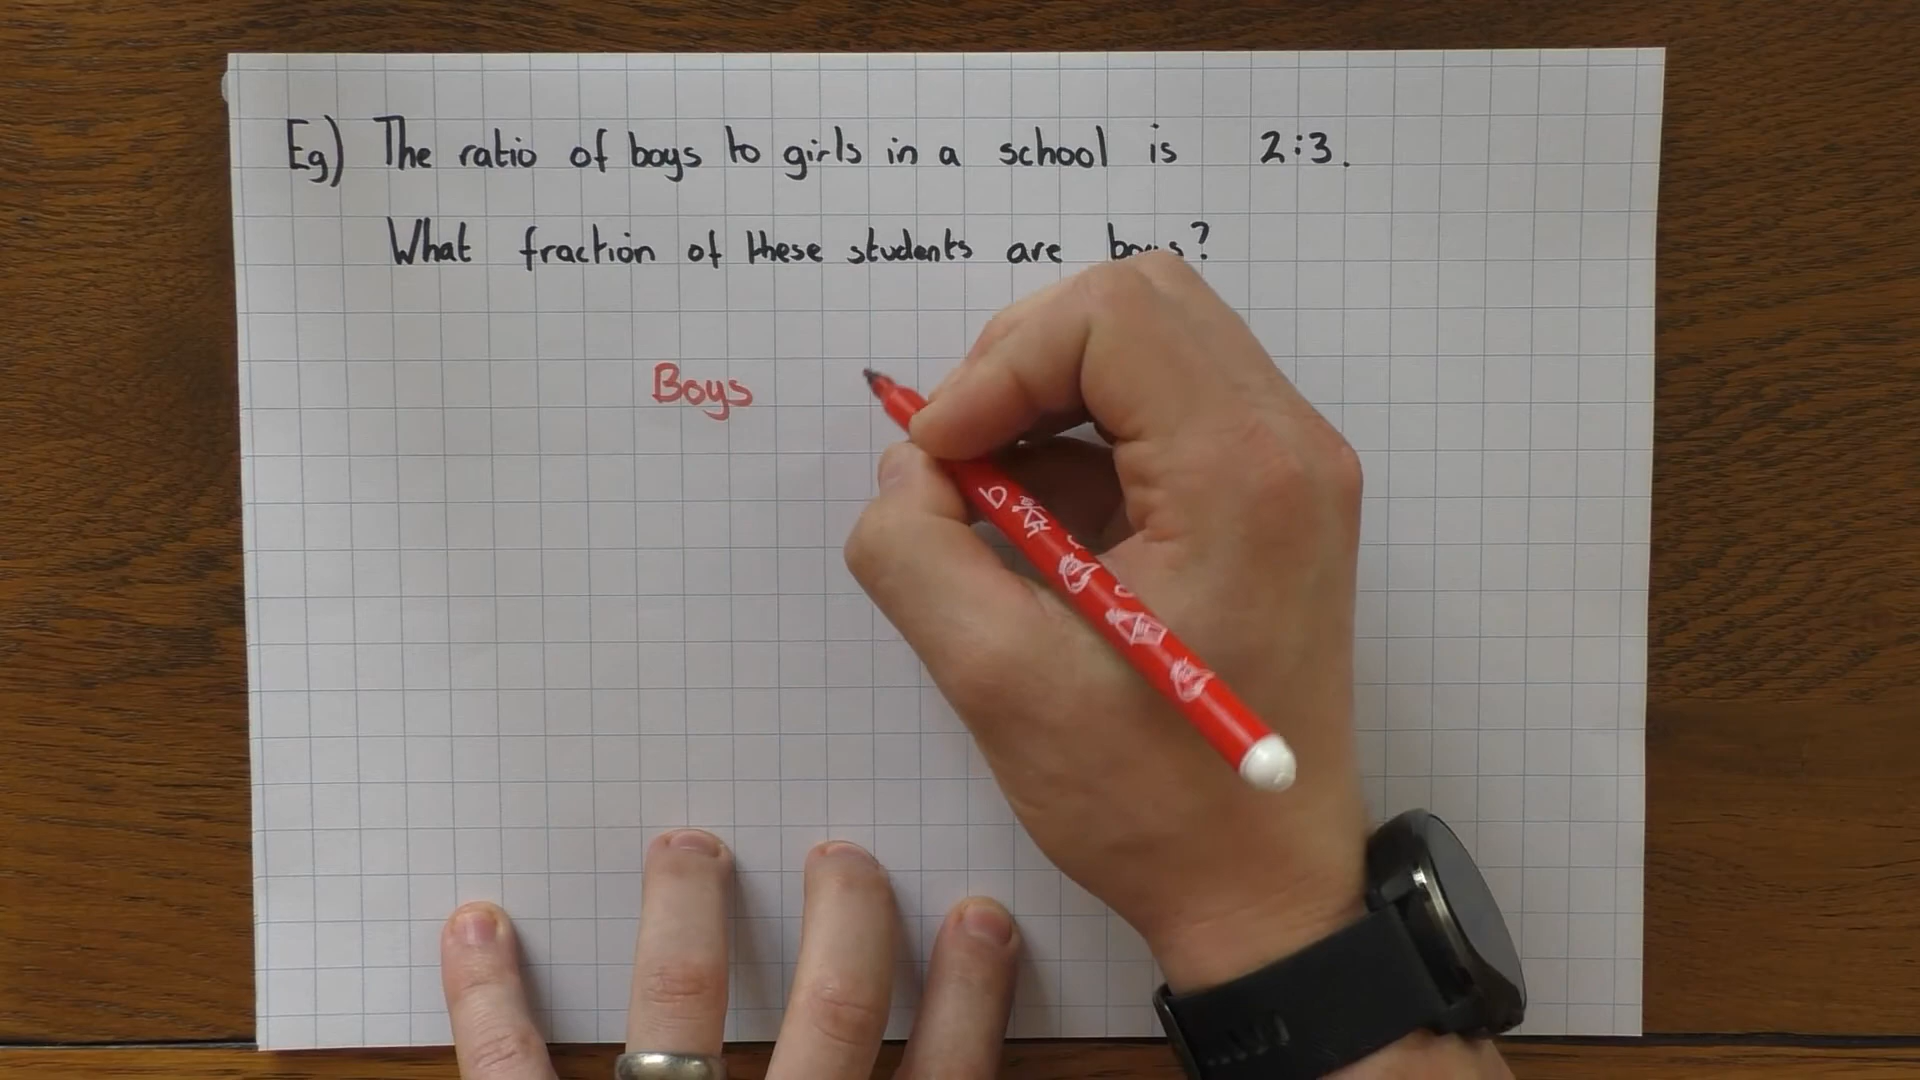 Eg) The ratio of boys to girls in a school is 2:3.
What fraction of these students are boys?
Boys